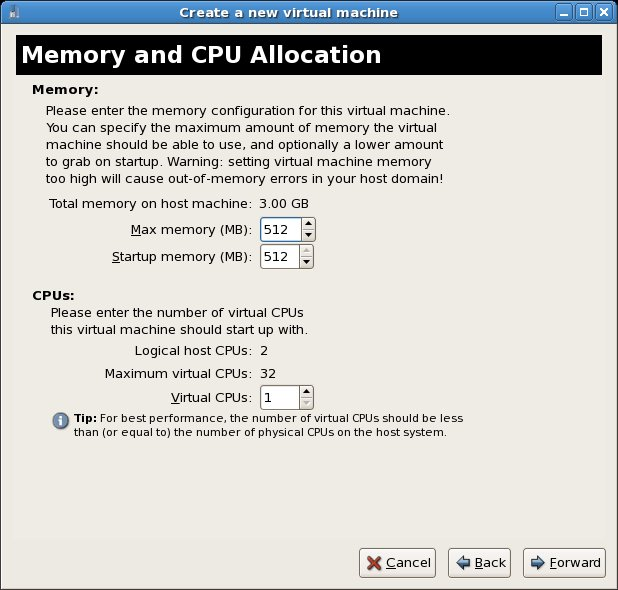 Create a new virtual machine
Memory and CPU Allocation
Memory:
Please enter the memory configuration for this virtual machine.
You can specify the maximum amount of memory the virtual
machine should be able to use, and optionally a lower amount
to grab on startup. Warning: setting virtual machine memory
too high will cause out-of-memory errors in your host domain!
Total memory on host machine: 3.00 GB
Max memory (MB): 512
Startup memory (MB): 512
CPUs:
Please enter the number of virtual CPUs
this virtual machine should start up with.
Logical host CPUs: 2
Maximum virtual CPUs: 32
Virtual CPUs: 1
Tip: For best performance, the number of virtual CPUs should be less
than (or equal to) the number of physical CPUs on the host system.
Cancel Back Forward